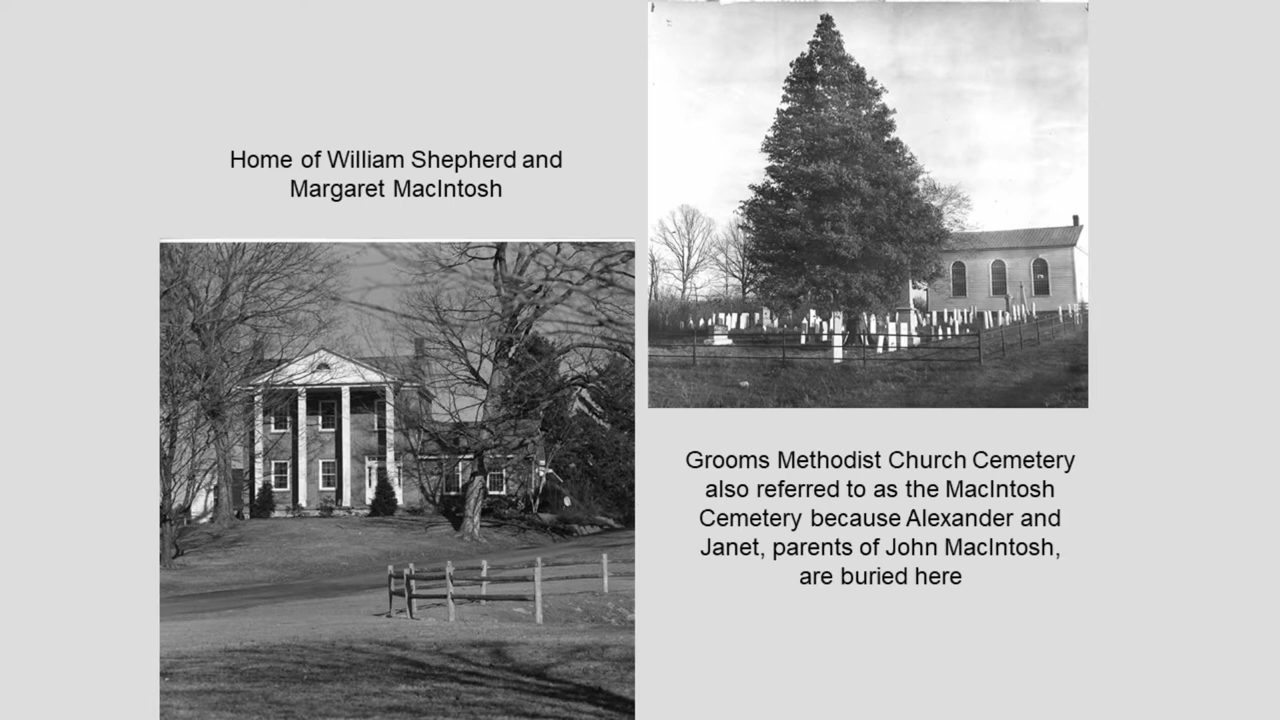 Home of William Shepherd and
Margaret MacIntosh
Grooms Methodist Church Cemetery
also referred to as the MacIntosh
Cemetery because Alexander and
Janet, parents of John MacIntosh,
are buried here